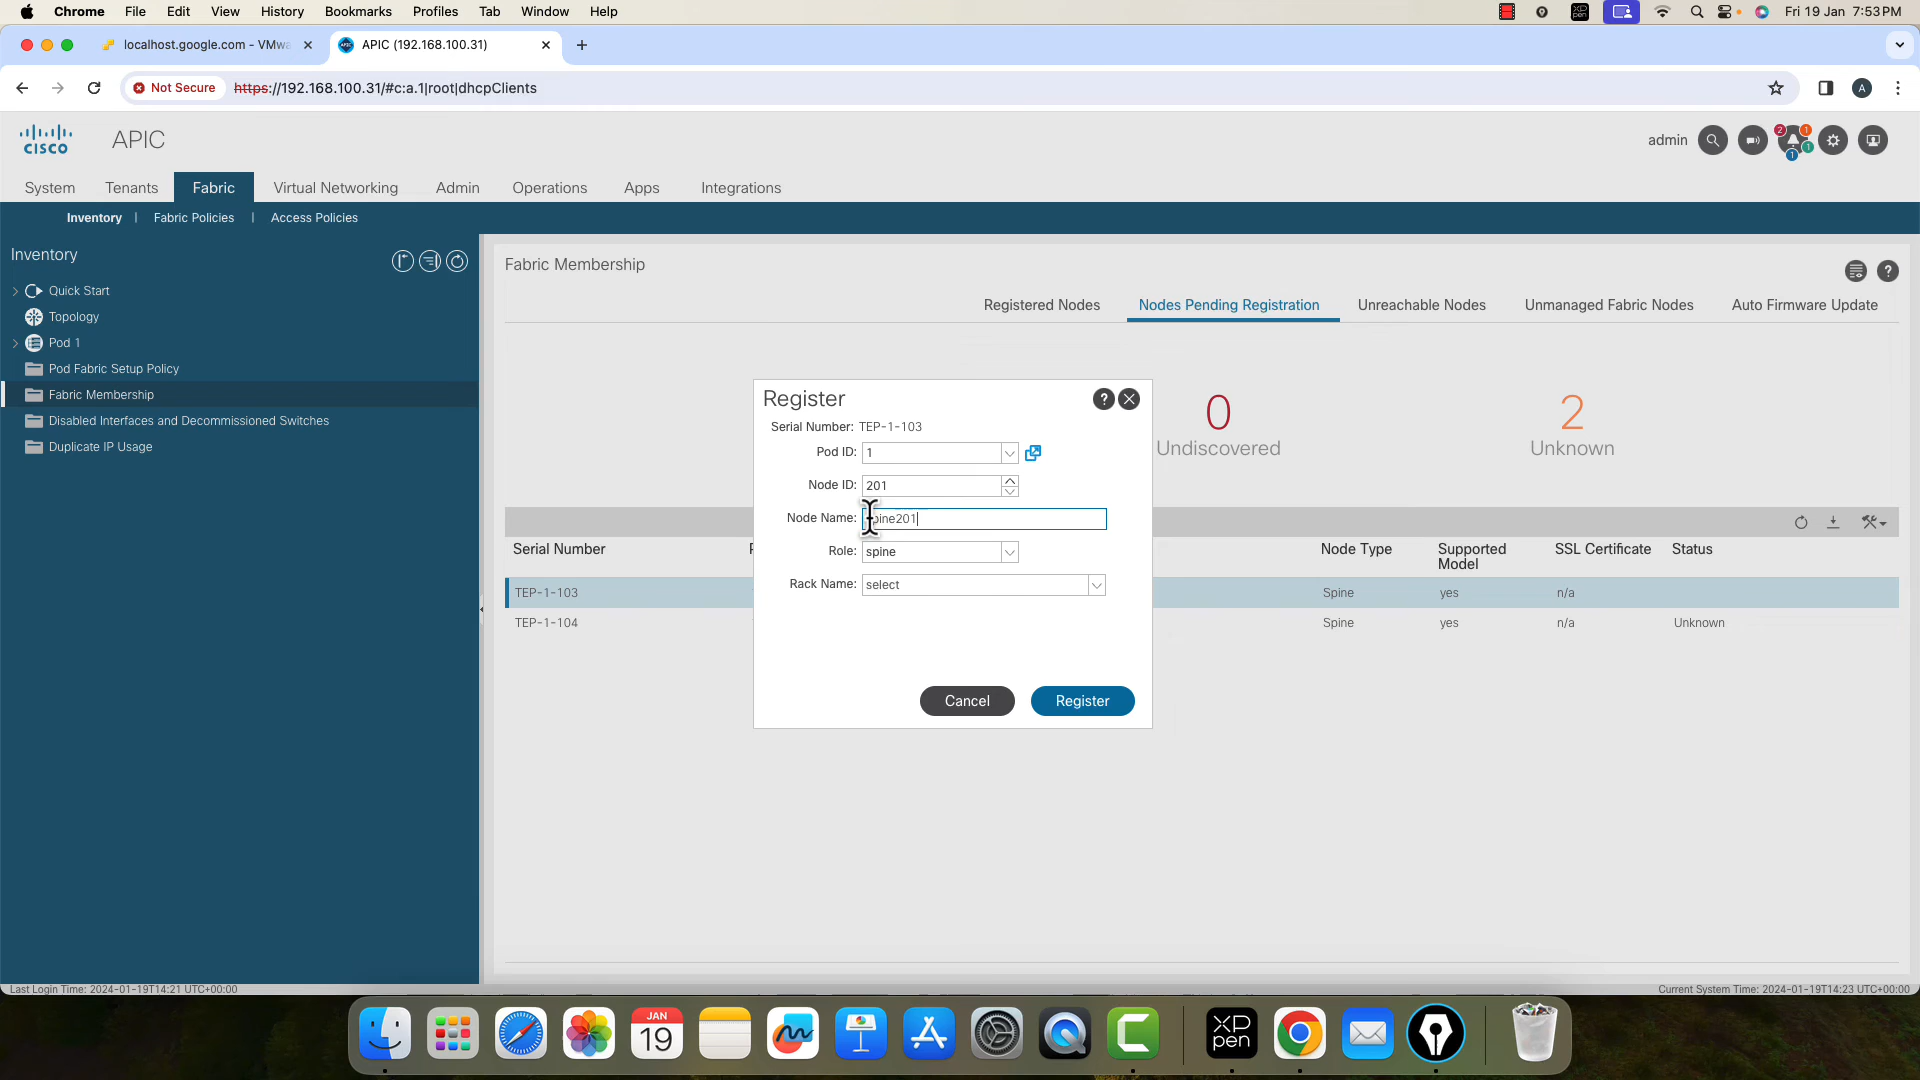 Chrome File Edit View History Bookmarks Profiles Tab Window Help Fri 19 Jan 7:53 PM
localhost.google.com - VMwa
APIC (192.168.100.31)
Not Secure https://192.168.100.31/#c:a.1|root|dhcpClients
A
cisco APIC
admin 2 1 1 1
System Tenants Fabric Virtual Networking Admin Operations Apps Integrations
Inventory | Fabric Policies | Access Policies
Inventory
Quick Start
Topology
Pod 1
Pod Fabric Setup Policy
Fabric Membership
Disabled Interfaces and Decommissioned Switches
Duplicate IP Usage
Fabric Membership
Registered Nodes Nodes Pending Registration Unreachable Nodes Unmanaged Fabric Nodes Auto Firmware Update
0
Undiscovered
2
Unknown
Register
Serial Number: TEP-1-103
Pod ID: 1
Node ID: 201
Node Name:
Role: spine
Rack Name: select
Cancel Register
Serial Number Node Type Supported Model SSL Certificate Status
TEP-1-103 Spine yes n/a
TEP-1-104 Spine yes n/a Unknown
Last Login Time: 2024-01-19T14:21 UTC+00:00
Current System Time: 2024-01-19T14:23 UTC+00:00
JAN
19
XP
pen